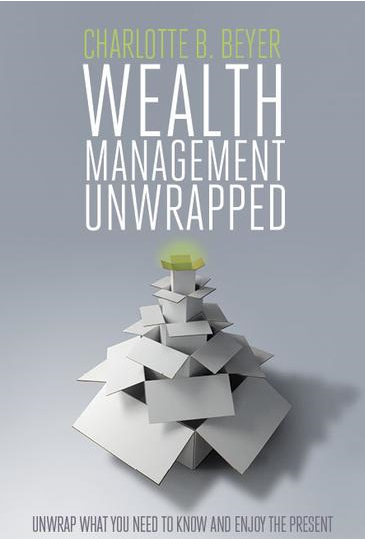 CHARLOTTE B. BEYER
WEALTH
MANAGEMENT
UNWRAPPED
UNWRAP WHAT YOU NEED TO KNOW AND ENJOY THE PRESENT